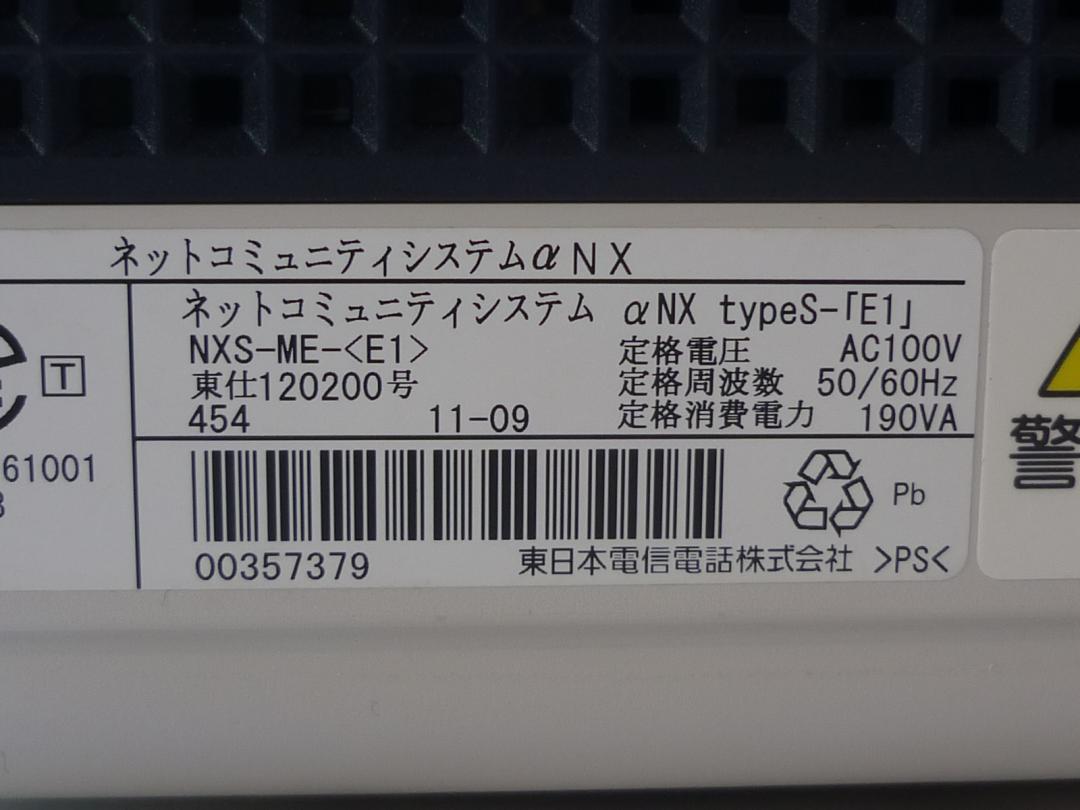 ネットコミュニティシステムαNX
ネットコミュニティシステム αNX typeS-「E1」
NXS-ME-<E1>
定格電圧 AC100V
東仕120200号
定格周波数 50/60Hz
454 11-09
定格消費電力 190VA
T
61001
00357379
Pb
東日本電信電話株式会社 >PS<
警